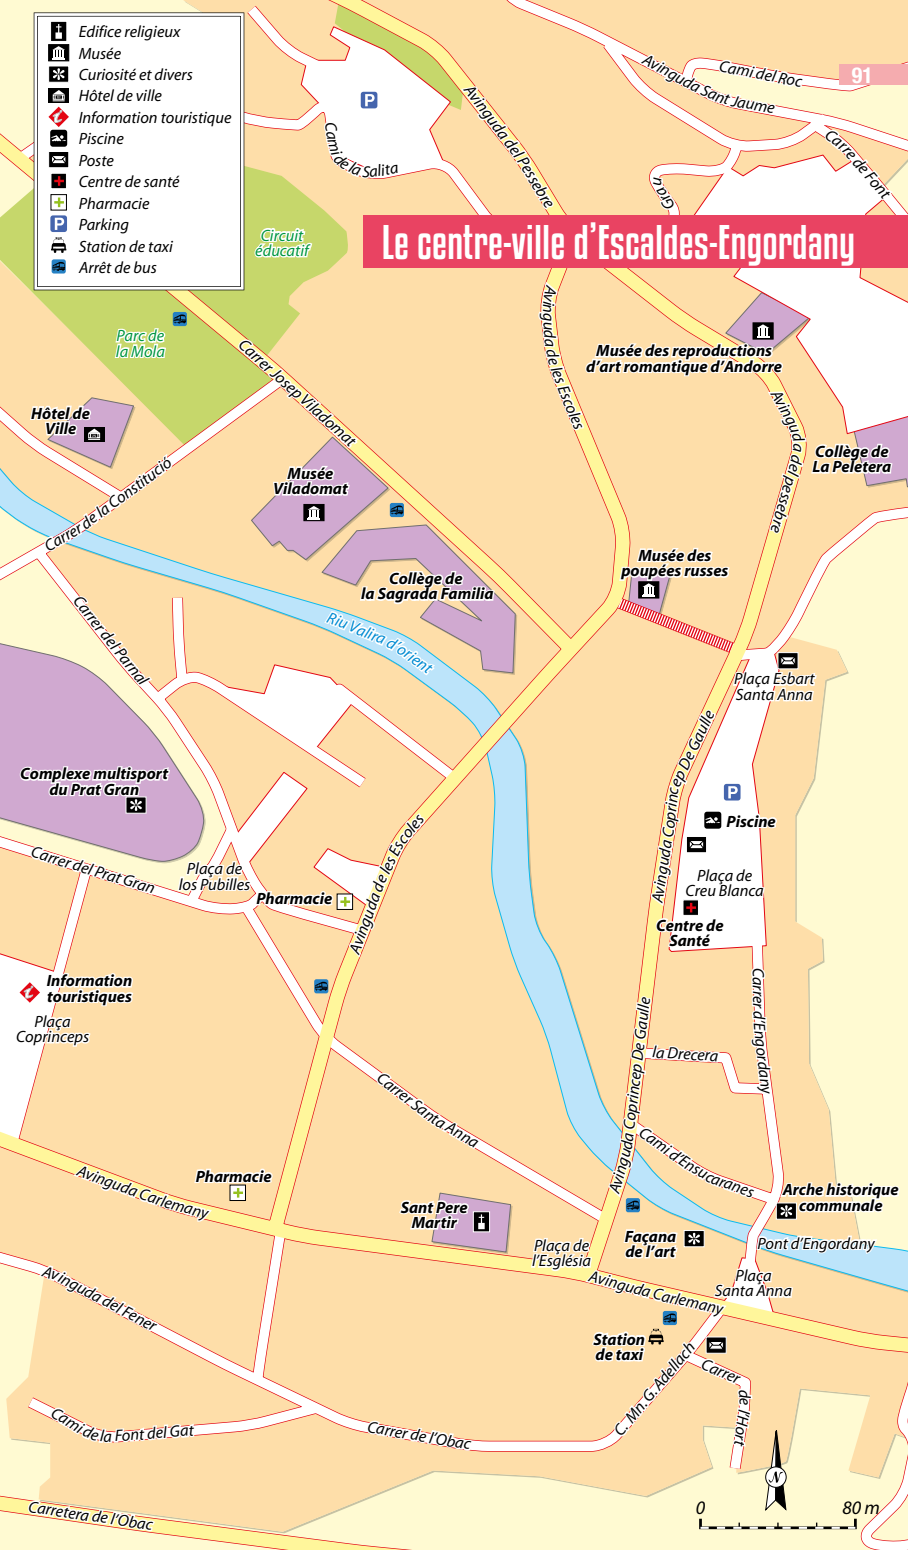 Edifice religieux
Musée
Curiosité et divers
Hôtel de ville
i
Information touristique
Piscine
Poste
Centre de santé
Pharmacie
P
Parking
Station de taxi
Arrêt de bus
91
Avinguda Sant Jaume
Cami del Roc
Carre de Font
Gran
P
Cami de la Salita
Avinguda del Pessebre
Le centre-ville d'Escaldes-Engordany
Circuit
éducatif
Parc de
la Mola
Carrer Josep Viladomat
Avinguda de les Escoles
Musée des reproductions
d'art romantique d'Andorre
Avinguda del pessebre
Collège de
La Peletera
Hôtel de
Ville
Carrer de la Constitució
Musée
Viladomat
Collège de
la Sagrada Familia
Musée des
poupées russes
Riu Valira d'orient
Carrer del Parnal
Plaça Esbart
Santa Anna
Avinguda Coprincep De Gaulle
Complexe multisport
du Prat Gran
P
Piscine
Plaça de
Creu Blanca
Centre de
Santé
Carrer del Prat Gran
Plaça de
los Pubilles
Pharmacie
Avinguda de les Escoles
i
Information
touristiques
Plaça
Coprinceps
Carrer d'Engordany
Avinguda Coprincep De Gaulle
la Drecera
Carrer Santa Anna
Cami d'Ensucaranes
Pharmacie
Avinguda Carlemany
Sant Pere
Martir
Arche historique
communale
Façana
de l'art
Pont d'Engordany
Plaça de
l'Església
Plaça
Santa Anna
Avinguda Carlemany
Avinguda del Fener
Station
de taxi
C. Mn. G. Adellach
Carrer de l'Hort
Cami de la Font del Gat
Carrer de l'Obac
N
0 80 m
Carretera de l'Obac